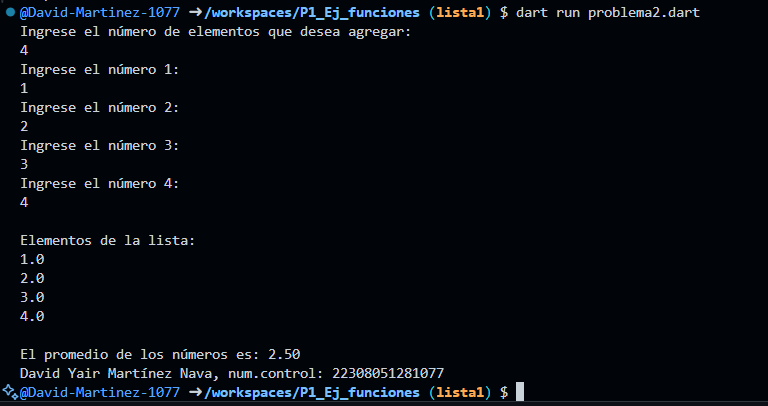 @David-Martinez-1077 ➜/workspaces/P1_Ej_funciones (lista1) $ dart run problema2.dart
Ingrese el número de elementos que desea agregar:
4
Ingrese el número 1:
1
Ingrese el número 2:
2
Ingrese el número 3:
3
Ingrese el número 4:
4
Elementos de la lista:
1.0
2.0
3.0
4.0
El promedio de los números es: 2.50
David Yair Martínez Nava, num.control: 22308051281077
@David-Martinez-1077 ➜/workspaces/P1_Ej_funciones (lista1) $